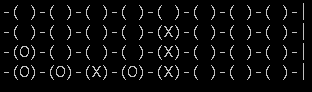 -( )-( )-( )-( )-( )-( )-( )-( )-|
-( )-( )-( )-( )-(X)-( )-( )-( )-|
-(O)-( )-( )-( )-(X)-( )-( )-( )-|
-(O)-(O)-(X)-(O)-(X)-( )-( )-( )-|